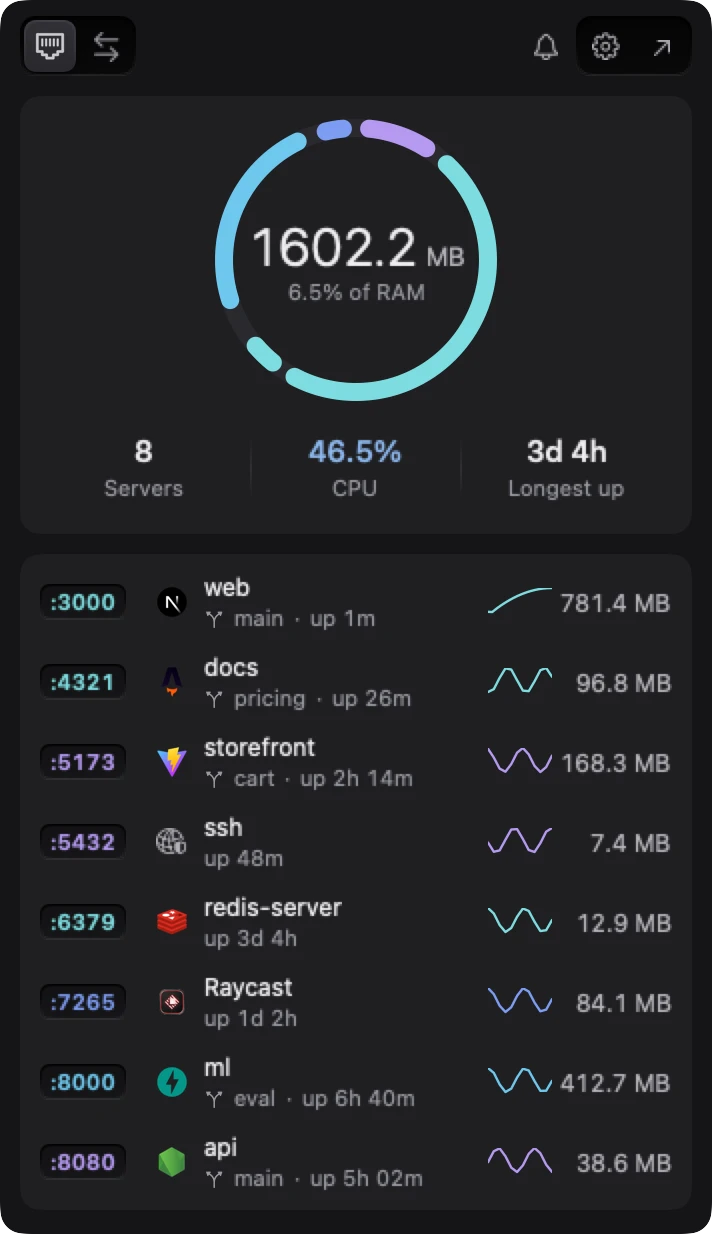 1602.2 MB
6.5% of RAM
8 46.5% 3d 4h
Servers CPU Longest up
:3000 N web 781.4 MB
main · up 1m
:4321 docs 96.8 MB
pricing · up 26m
:5173 storefront 168.3 MB
cart · up 2h 14m
:5432 ssh 7.4 MB
up 48m
:6379 redis-server 12.9 MB
up 3d 4h
:7265 Raycast 84.1 MB
up 1d 2h
:8000 ml 412.7 MB
eval · up 6h 40m
:8080 api 38.6 MB
main · up 5h 02m